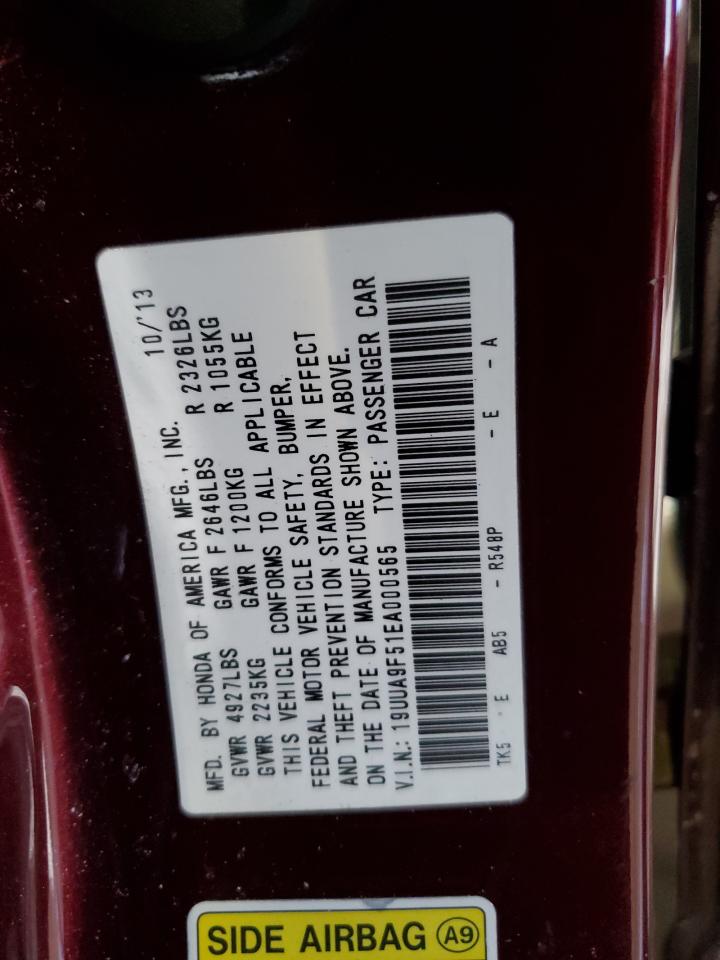 MFD. BY HONDA OF AMERICA MFG., INC. 10/'13
GVWR 4927LBS GAWR F 2646LBS R 2326LBS
GVWR 2235KG GAWR F 1200KG R 1055KG
THIS VEHICLE CONFORMS TO ALL APPLICABLE
FEDERAL MOTOR VEHICLE SAFETY, BUMPER,
AND THEFT PREVENTION STANDARDS IN EFFECT
ON THE DATE OF MANUFACTURE SHOWN ABOVE.
V.I.N.: 19UUA9F51EA000565 TYPE: PASSENGER CAR
TK5 E AB5 - R548P - E - A
SIDE AIRBAG A9